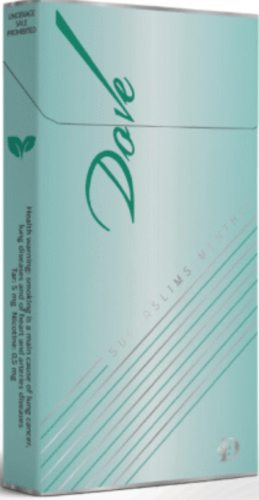 UNDERAGE
SALE
PROHIBITED
Dove
SUPERSLIMS MENTHOL
Health warning: smoking is a main cause of lung cancer,
lung diseases and of heart and arteries diseases
Tar: 5 mg Nicotine: 0.5 mg